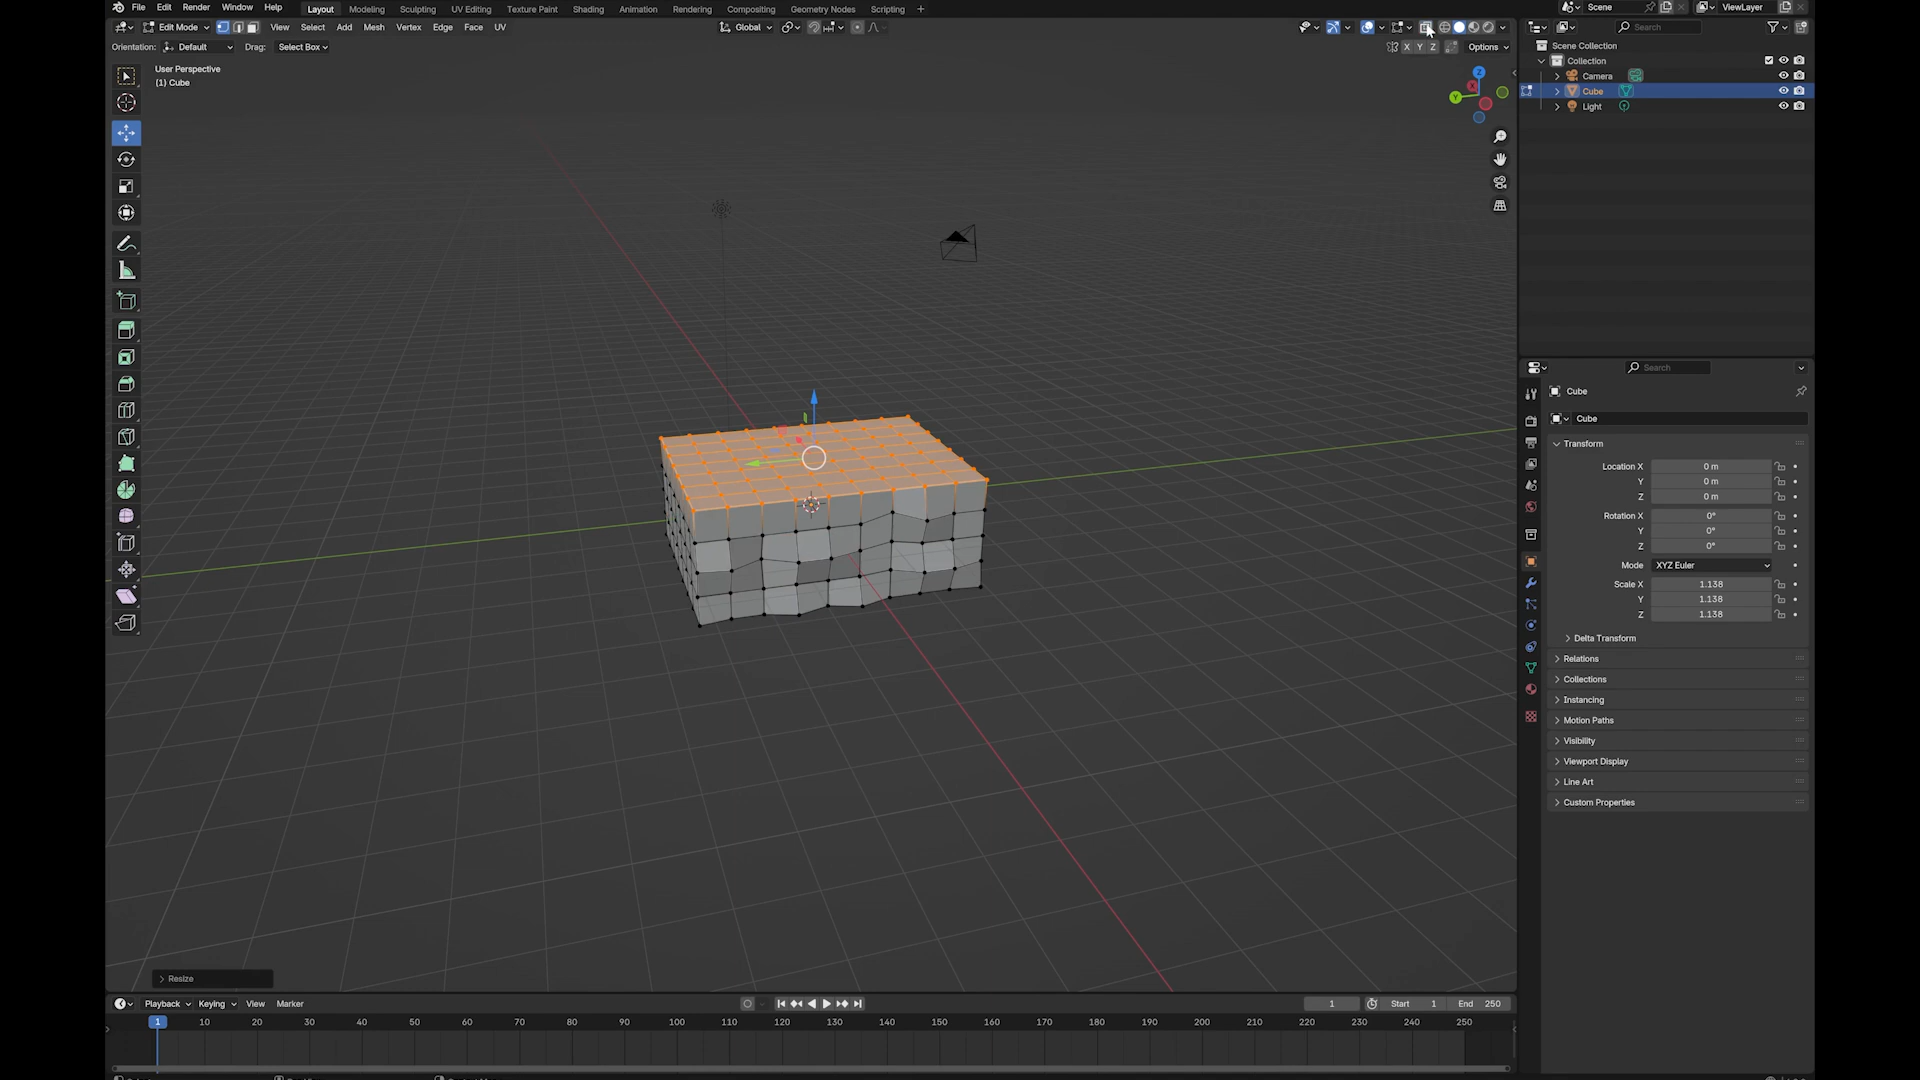 File Edit Render Window Help Layout Modeling Sculpting UV Editing Texture Paint Shading Animation Rendering Compositing Geometry Nodes Scripting + Scene ViewLayer
Edit Mode View Select Add Mesh Vertex Edge Face UV Global Search
Orientation: Default Drag: Select Box X Y Z Options
User Perspective
(1) Cube
Z
Y
X
Scene Collection
Collection
Camera
Cube
Light
Search
Cube
Cube
Transform
Location X 0 m
Y 0 m
Z 0 m
Rotation X 0°
Y 0°
Z 0°
Mode XYZ Euler
Scale X 1.138
Y 1.138
Z 1.138
Delta Transform
Relations
Collections
Instancing
Motion Paths
Visibility
Viewport Display
Line Art
Custom Properties
Resize
Playback Keying View Marker 1 Start 1 End 250
1 10 20 30 40 50 60 70 80 90 100 110 120 130 140 150 160 170 180 190 200 210 220 230 240 250